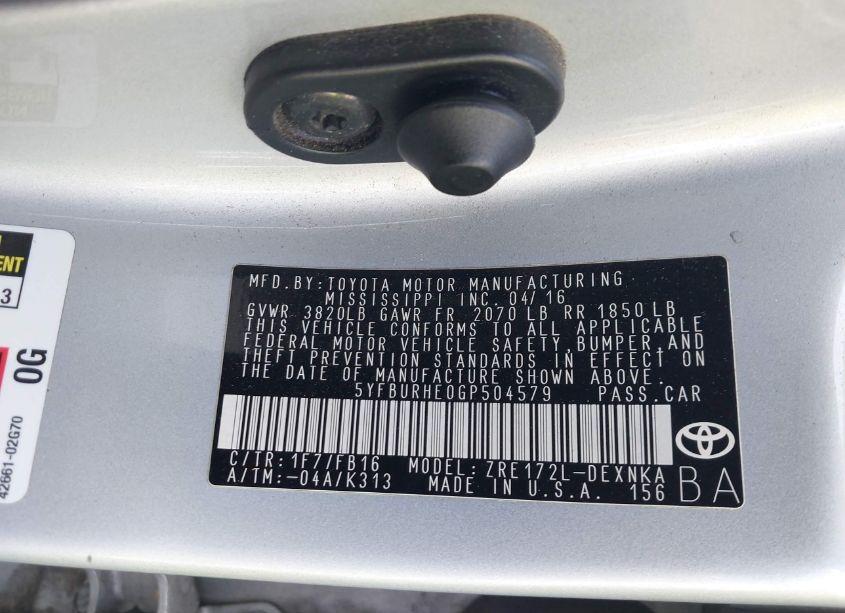 MFD.BY:TOYOTA MOTOR MANUFACTURING
MISSISSIPPI INC. 04/16
GVWR 3820LB GAWR FR 2070 LB RR 1850 LB
THIS VEHICLE CONFORMS TO ALL APPLICABLE
FEDERAL MOTOR VEHICLE SAFETY,BUMPER,AND
THEFT PREVENTION STANDARDS IN EFFECT ON
THE DATE OF MANUFACTURE SHOWN ABOVE.
5YFBURHE0GP504579 PASS.CAR
C/TR:1F7/FB16 MODEL: ZRE172L-DEXNKA
A/TM:-04A/K313 MADE IN U.S.A. 156
BA
ENT
3
0G
42661-02G70